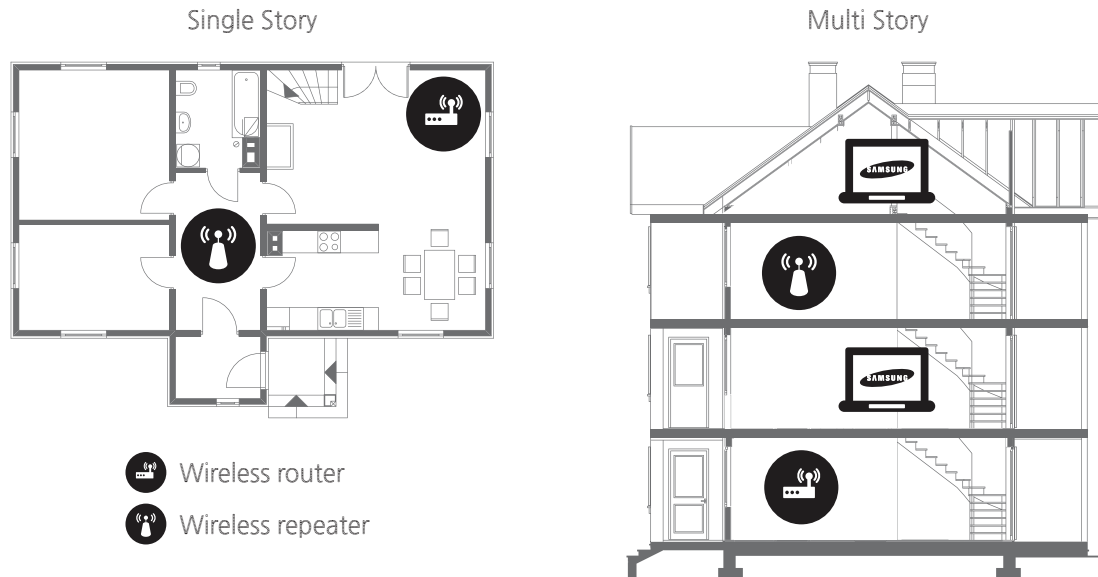 Single Story
Multi Story
SAMSUNG
SAMSUNG
Wireless router
Wireless repeater